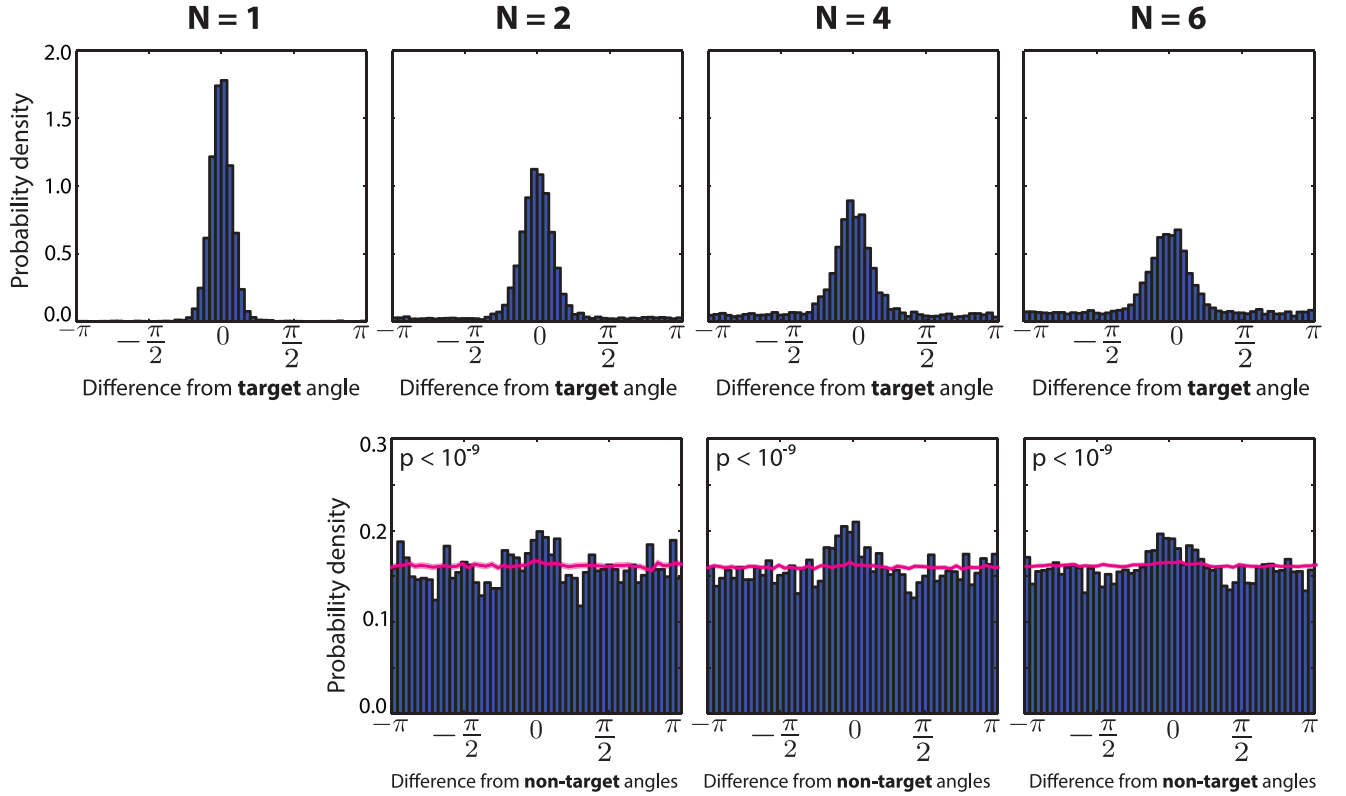 N = 1 N = 2 N = 4 N = 6
2.0
1.5
1.0
0.5
0.0
Probability density
−π −π/2 0 π/2 π −π −π/2 0 π/2 π −π −π/2 0 π/2 π −π −π/2 0 π/2 π
Difference from target angle Difference from target angle Difference from target angle Difference from target angle
0.3
0.2
0.1
0.0
Probability density
p < 10⁻⁹ p < 10⁻⁹ p < 10⁻⁹
−π −π/2 0 π/2 π −π −π/2 0 π/2 π −π −π/2 0 π/2 π
Difference from non-target angles Difference from non-target angles Difference from non-target angles